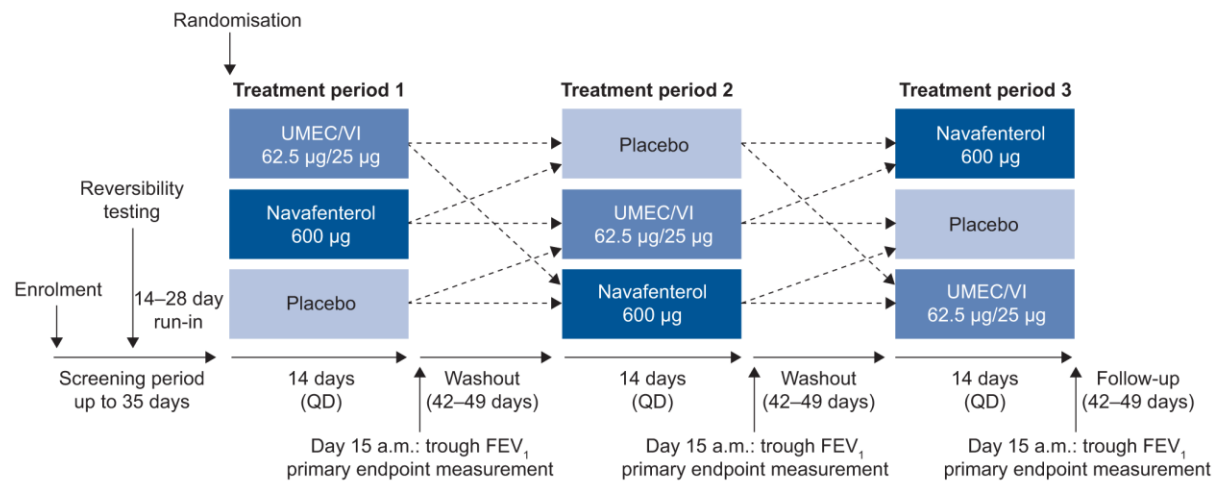 Randomisation
Treatment period 1
Treatment period 2
Treatment period 3
UMEC/VI
62.5 µg/25 µg
Placebo
Navafenterol
600 µg
Reversibility
testing
Navafenterol
600 µg
UMEC/VI
62.5 µg/25 µg
Placebo
Enrolment
14–28 day
run-in
Placebo
Navafenterol
600 µg
UMEC/VI
62.5 µg/25 µg
Screening period
up to 35 days
14 days
(QD)
Washout
(42–49 days)
14 days
(QD)
Washout
(42–49 days)
14 days
(QD)
Follow-up
(42–49 days)
Day 15 a.m.: trough FEV₁
primary endpoint measurement
Day 15 a.m.: trough FEV₁
primary endpoint measurement
Day 15 a.m.: trough FEV₁
primary endpoint measurement